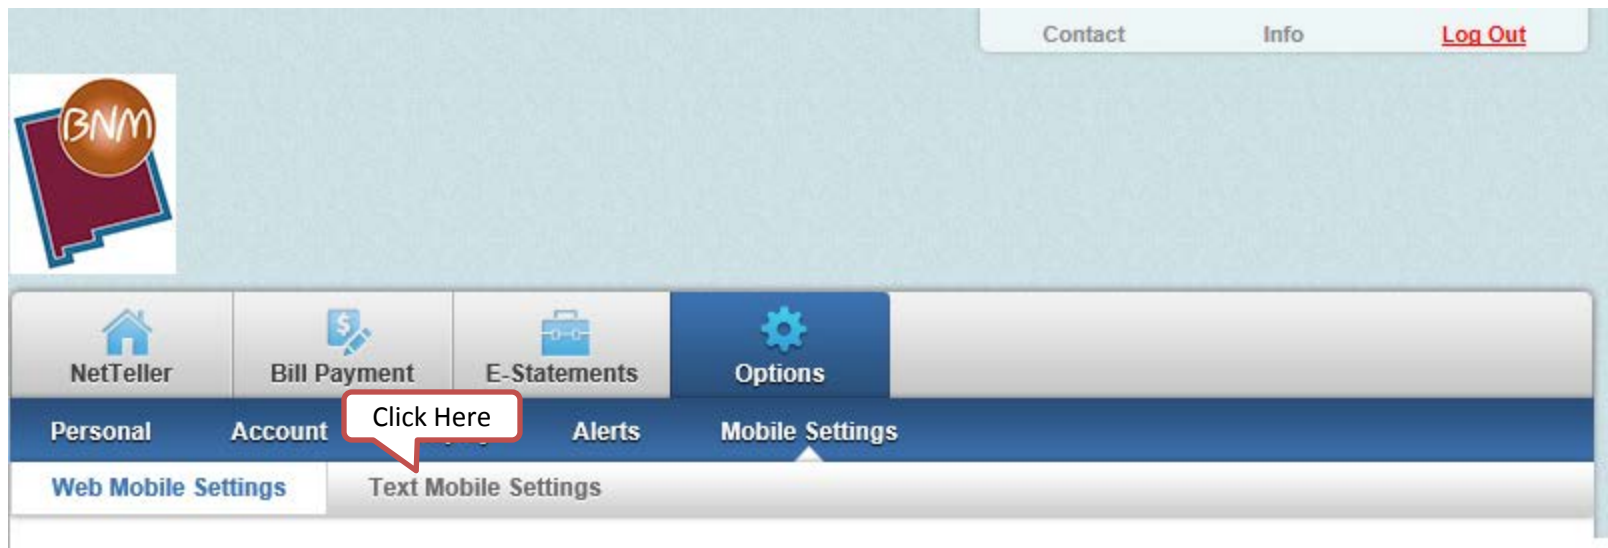 Contact Info Log Out
BNM
NetTeller Bill Payment E-Statements Options
Click Here
Personal Account Alerts Mobile Settings
Web Mobile Settings Text Mobile Settings